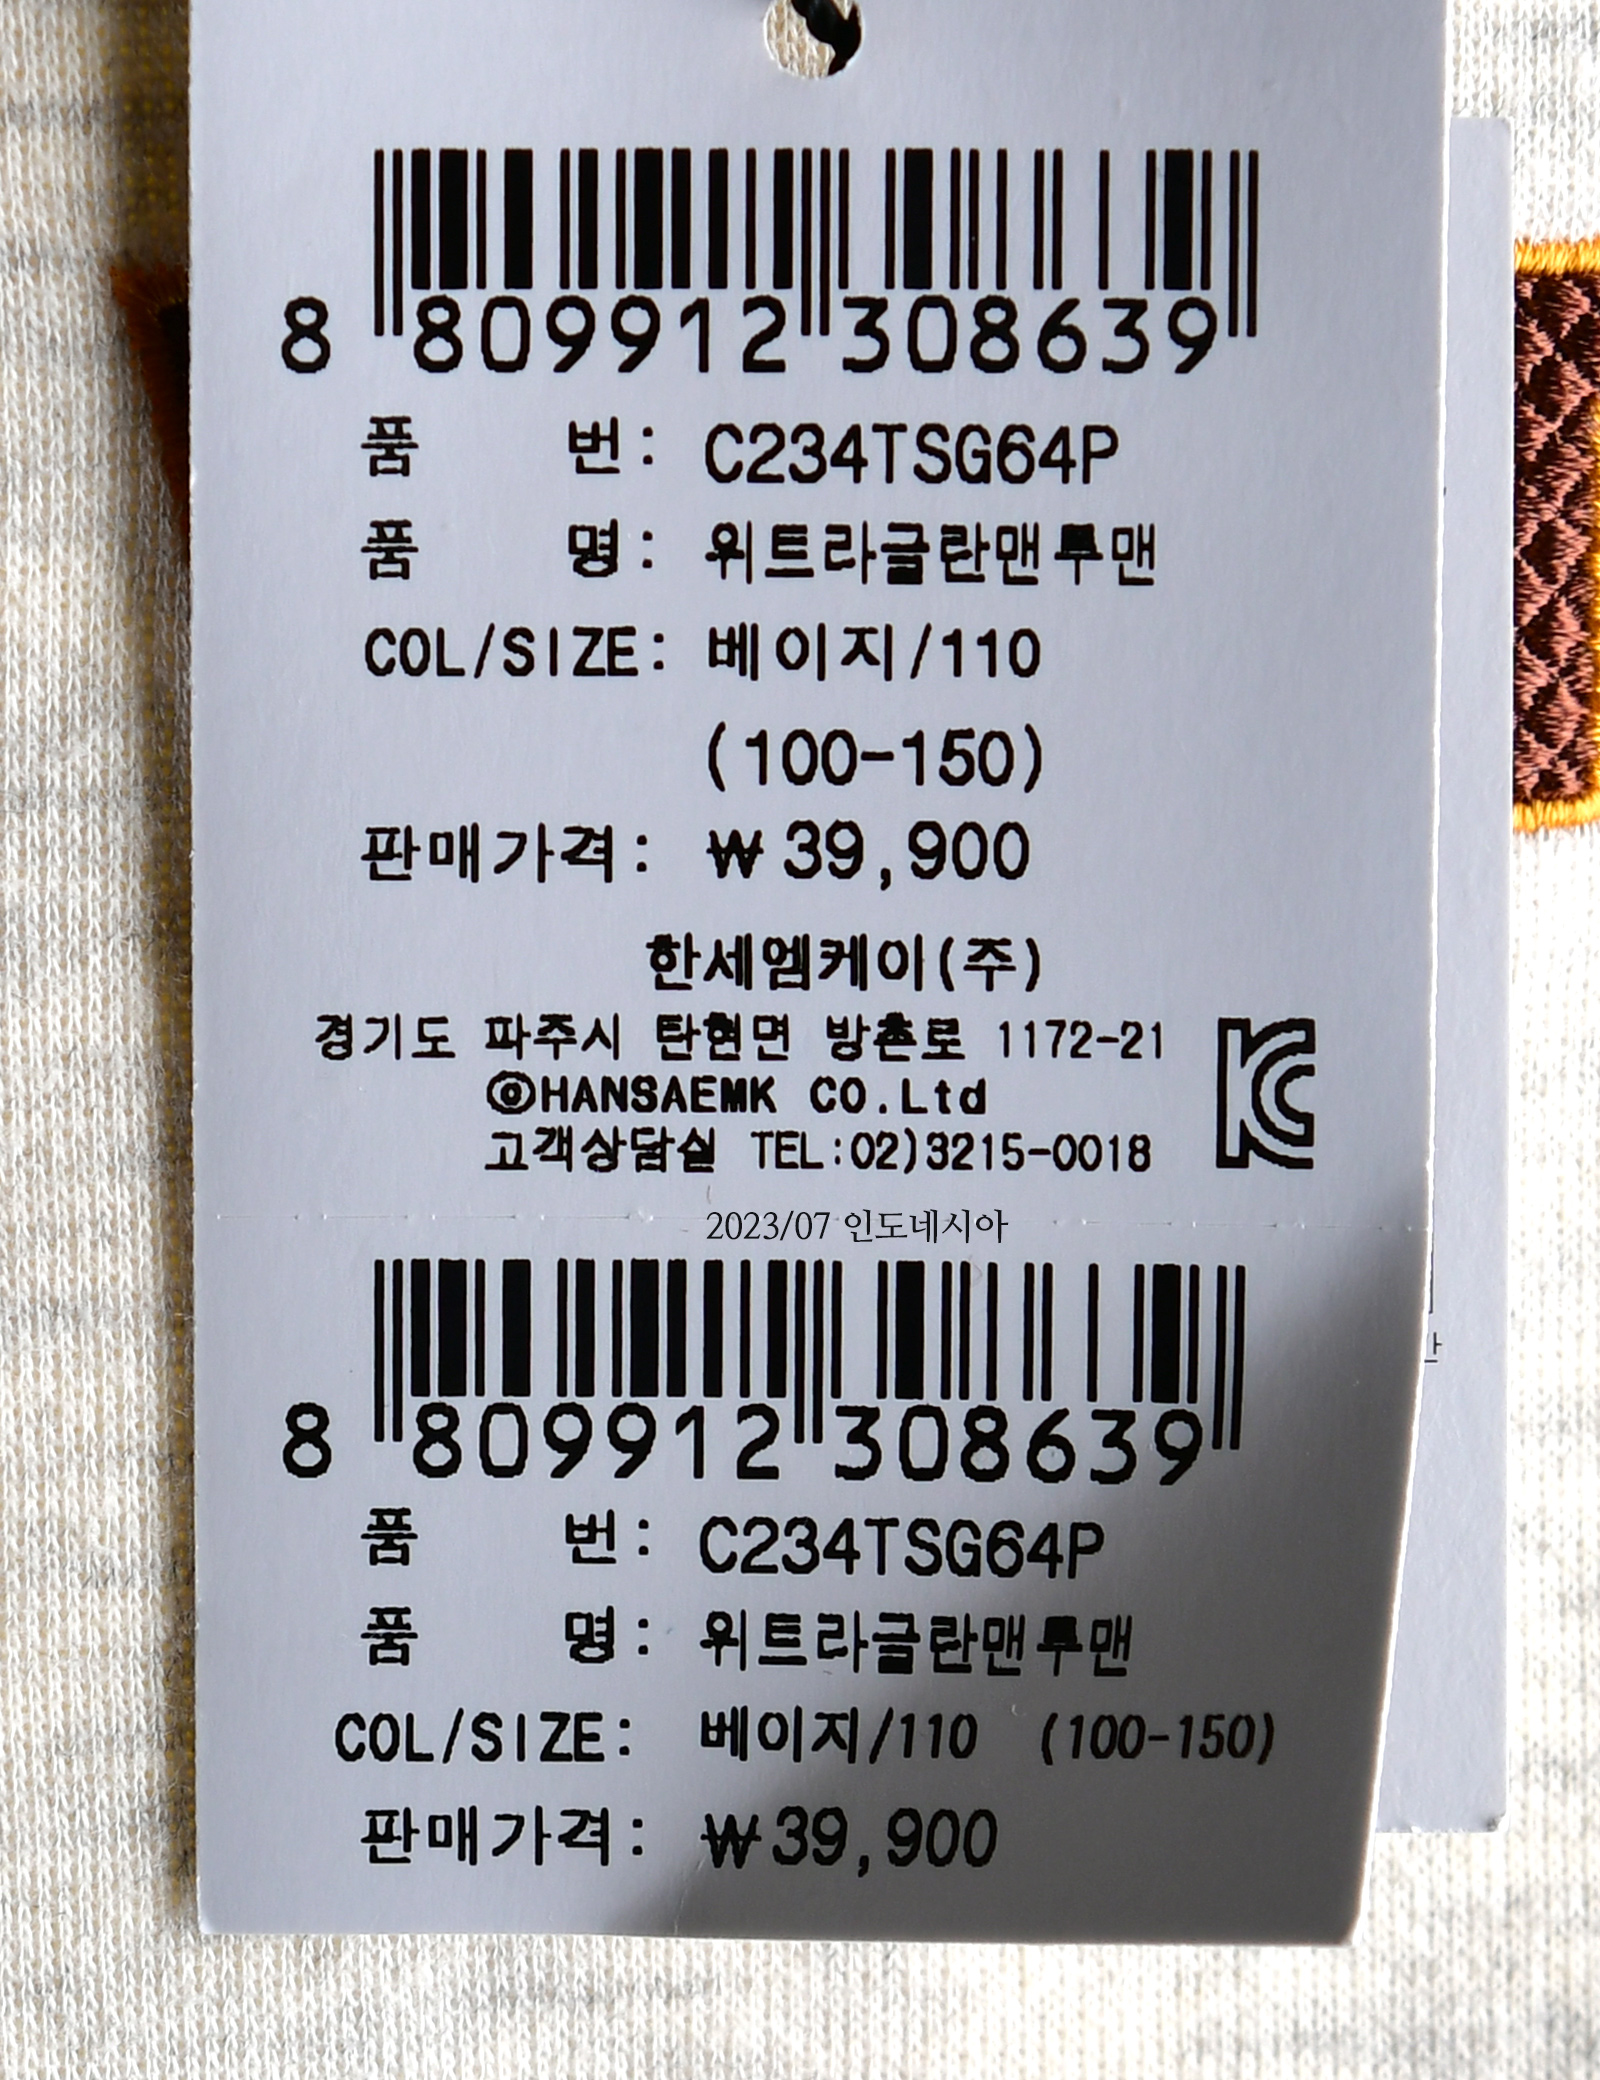 8 809912 308639
품 번: C234TSG64P
품 명: 위트라글란맨투맨
COL/SIZE: 베이지/110
(100-150)
판매가격: ₩39,900
한세엠케이(주)
경기도 파주시 탄현면 방촌로 1172-21
ⓒHANSAEMK CO.Ltd
고객상담실 TEL:02)3215-0018
2023/07 인도네시아
8 809912 308639
품 번: C234TSG64P
품 명: 위트라글란맨투맨
COL/SIZE: 베이지/110 (100-150)
판매가격: ₩39,900